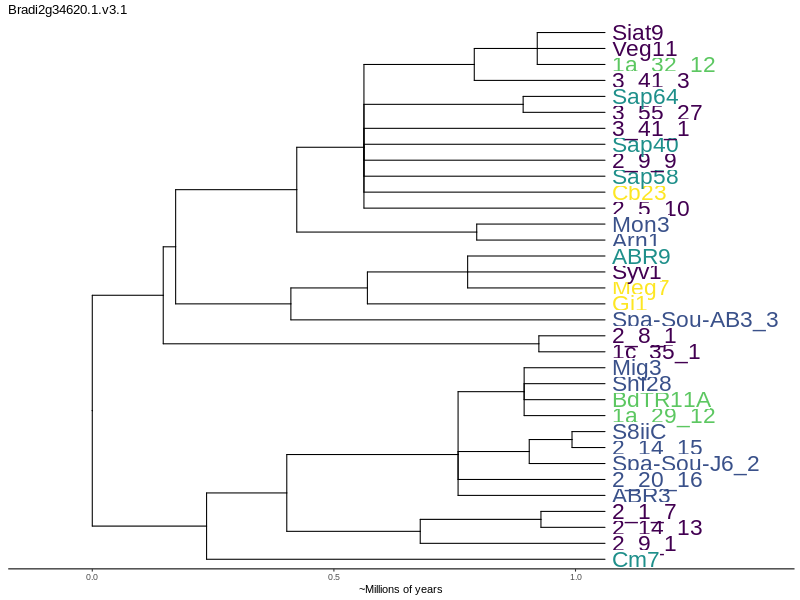 Bradi2g34620.1.v3.1
Siat9
Veg11
1a_32_12
3_41_3
Sap64
3_55_27
3_41_1
Sap40
2_9_9
Sap58
Cb23
2_5_10
Mon3
Arn1
ABR9
Syv1
Meg7
Gi1
Spa-Sou-AB3_3
2_8_1
1c_35_1
Mig3
Shi28
BdTR11A
1a_29_12
S8iiC
2_14_15
Spa-Sou-J6_2
2_20_16
ABR3
2_1_7
2_14_13
2_9_1
Cm7
0.0 0.5 1.0
~Millions of years